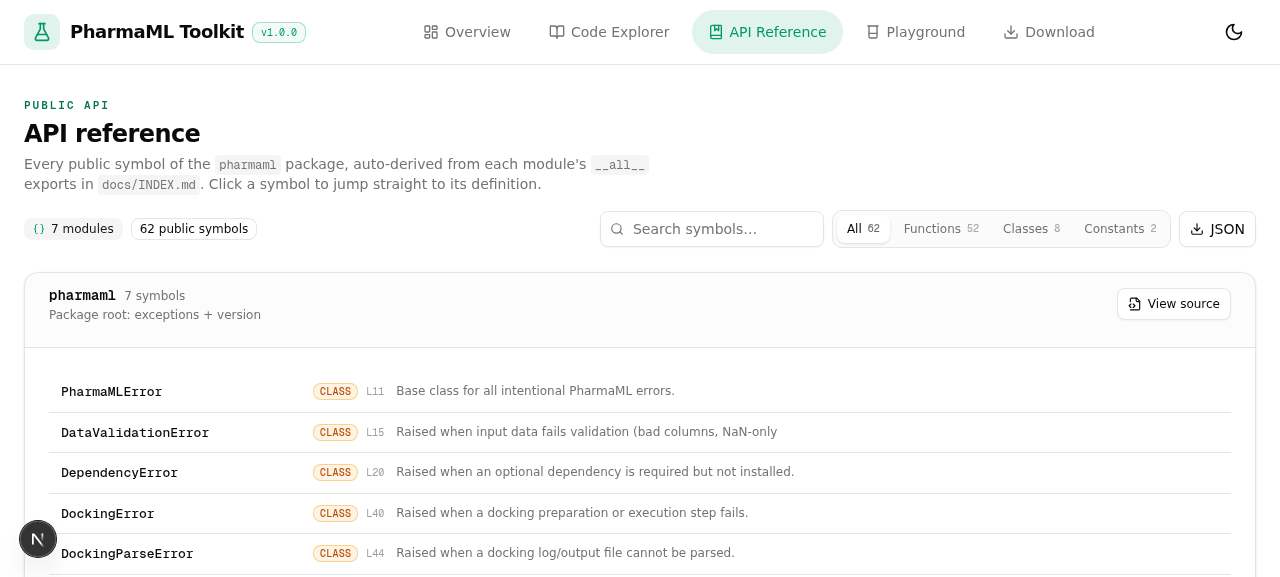 PharmaML Toolkit v1.0.0 Overview Code Explorer API Reference Playground Download
PUBLIC API
API reference
Every public symbol of the pharmaml package, auto-derived from each module's __all__
exports in docs/INDEX.md. Click a symbol to jump straight to its definition.
{} 7 modules 62 public symbols Search symbols... All 62 Functions 52 Classes 8 Constants 2 JSON
pharmaml 7 symbols
Package root: exceptions + version
View source
PharmaMLError CLASS L11 Base class for all intentional PharmaML errors.
DataValidationError CLASS L15 Raised when input data fails validation (bad columns, NaN-only
DependencyError CLASS L20 Raised when an optional dependency is required but not installed.
DockingError CLASS L40 Raised when a docking preparation or execution step fails.
DockingParseError CLASS L44 Raised when a docking log/output file cannot be parsed.
N